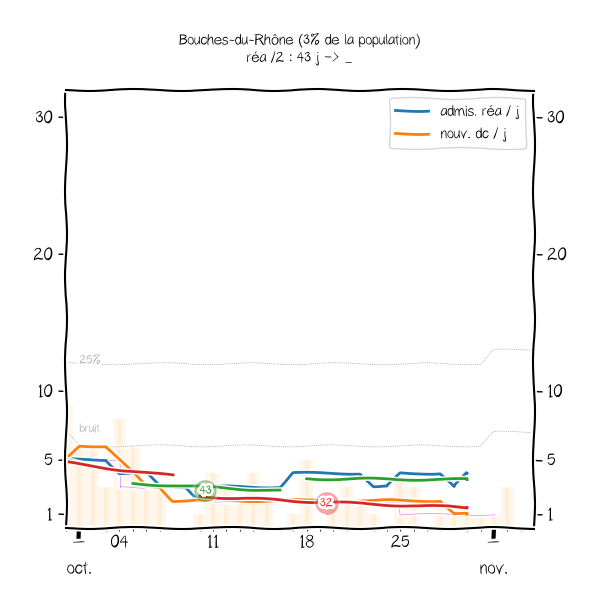 Bouches-du-Rhône (3% de la population)
réa /2 : 43 j -> _
admis. réa / j
nouv. dc / j
30
30
20
20
25%
10
10
bruit
5
5
43
32
1
1
04
11
18
25
oct.
nov.